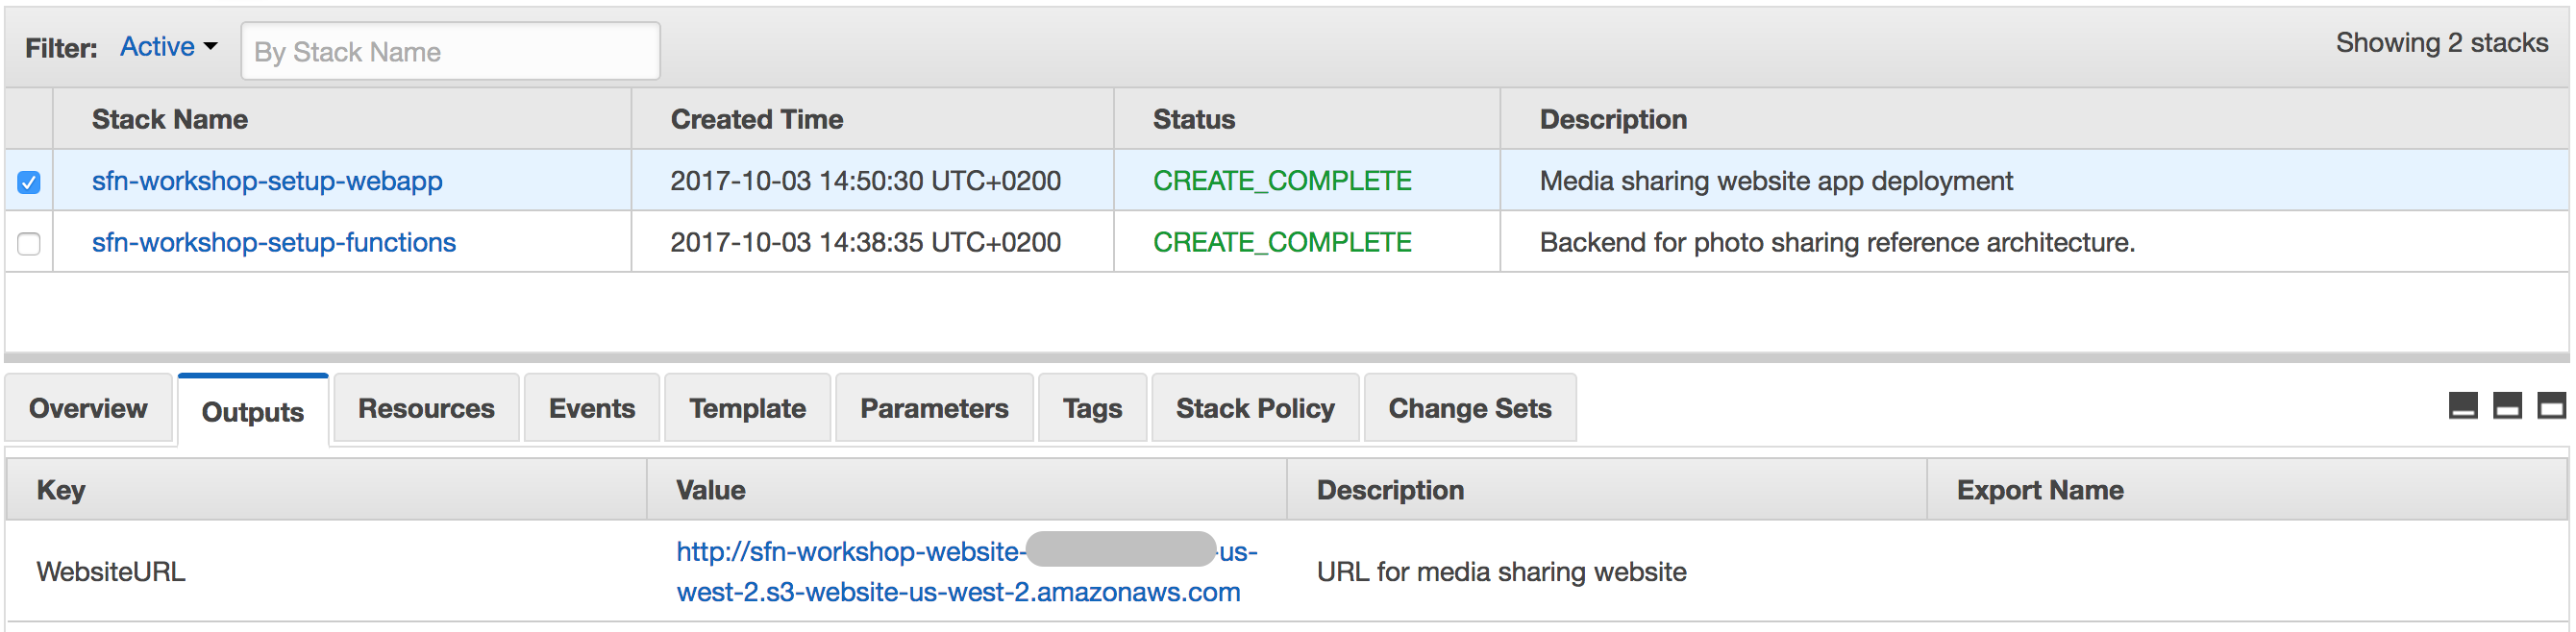 Filter: Active By Stack Name Showing 2 stacks
Stack Name Created Time Status Description
sfn-workshop-setup-webapp 2017-10-03 14:50:30 UTC+0200 CREATE_COMPLETE Media sharing website app deployment
sfn-workshop-setup-functions 2017-10-03 14:38:35 UTC+0200 CREATE_COMPLETE Backend for photo sharing reference architecture.
Overview Outputs Resources Events Template Parameters Tags Stack Policy Change Sets
Key Value Description Export Name
WebsiteURL http://sfn-workshop-website- -us-
west-2.s3-website-us-west-2.amazonaws.com URL for media sharing website